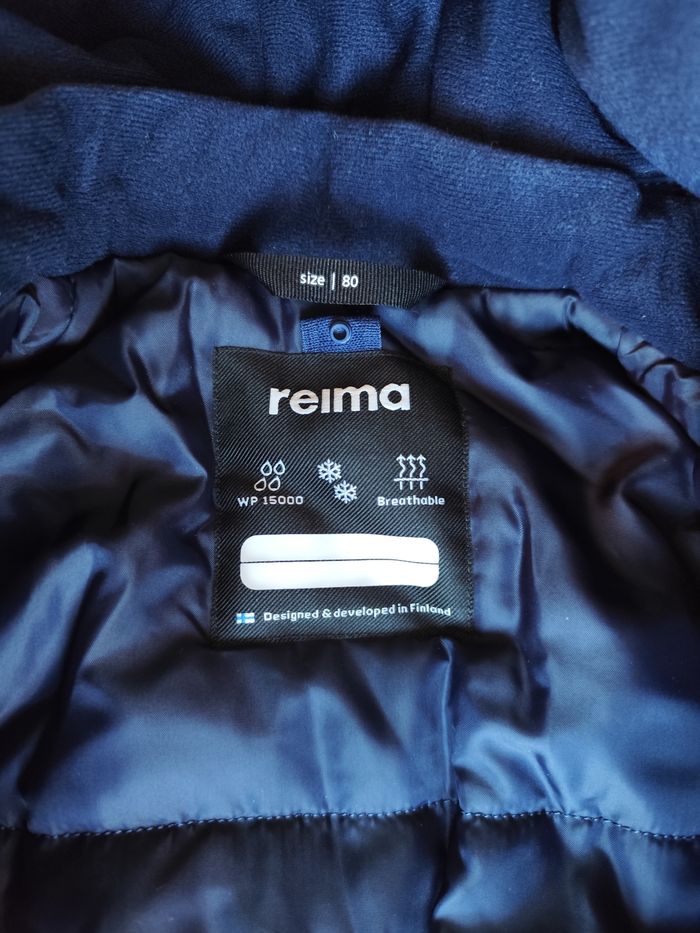 size | 80
reima
WP 15000
Breathable
Designed & developed in Finland